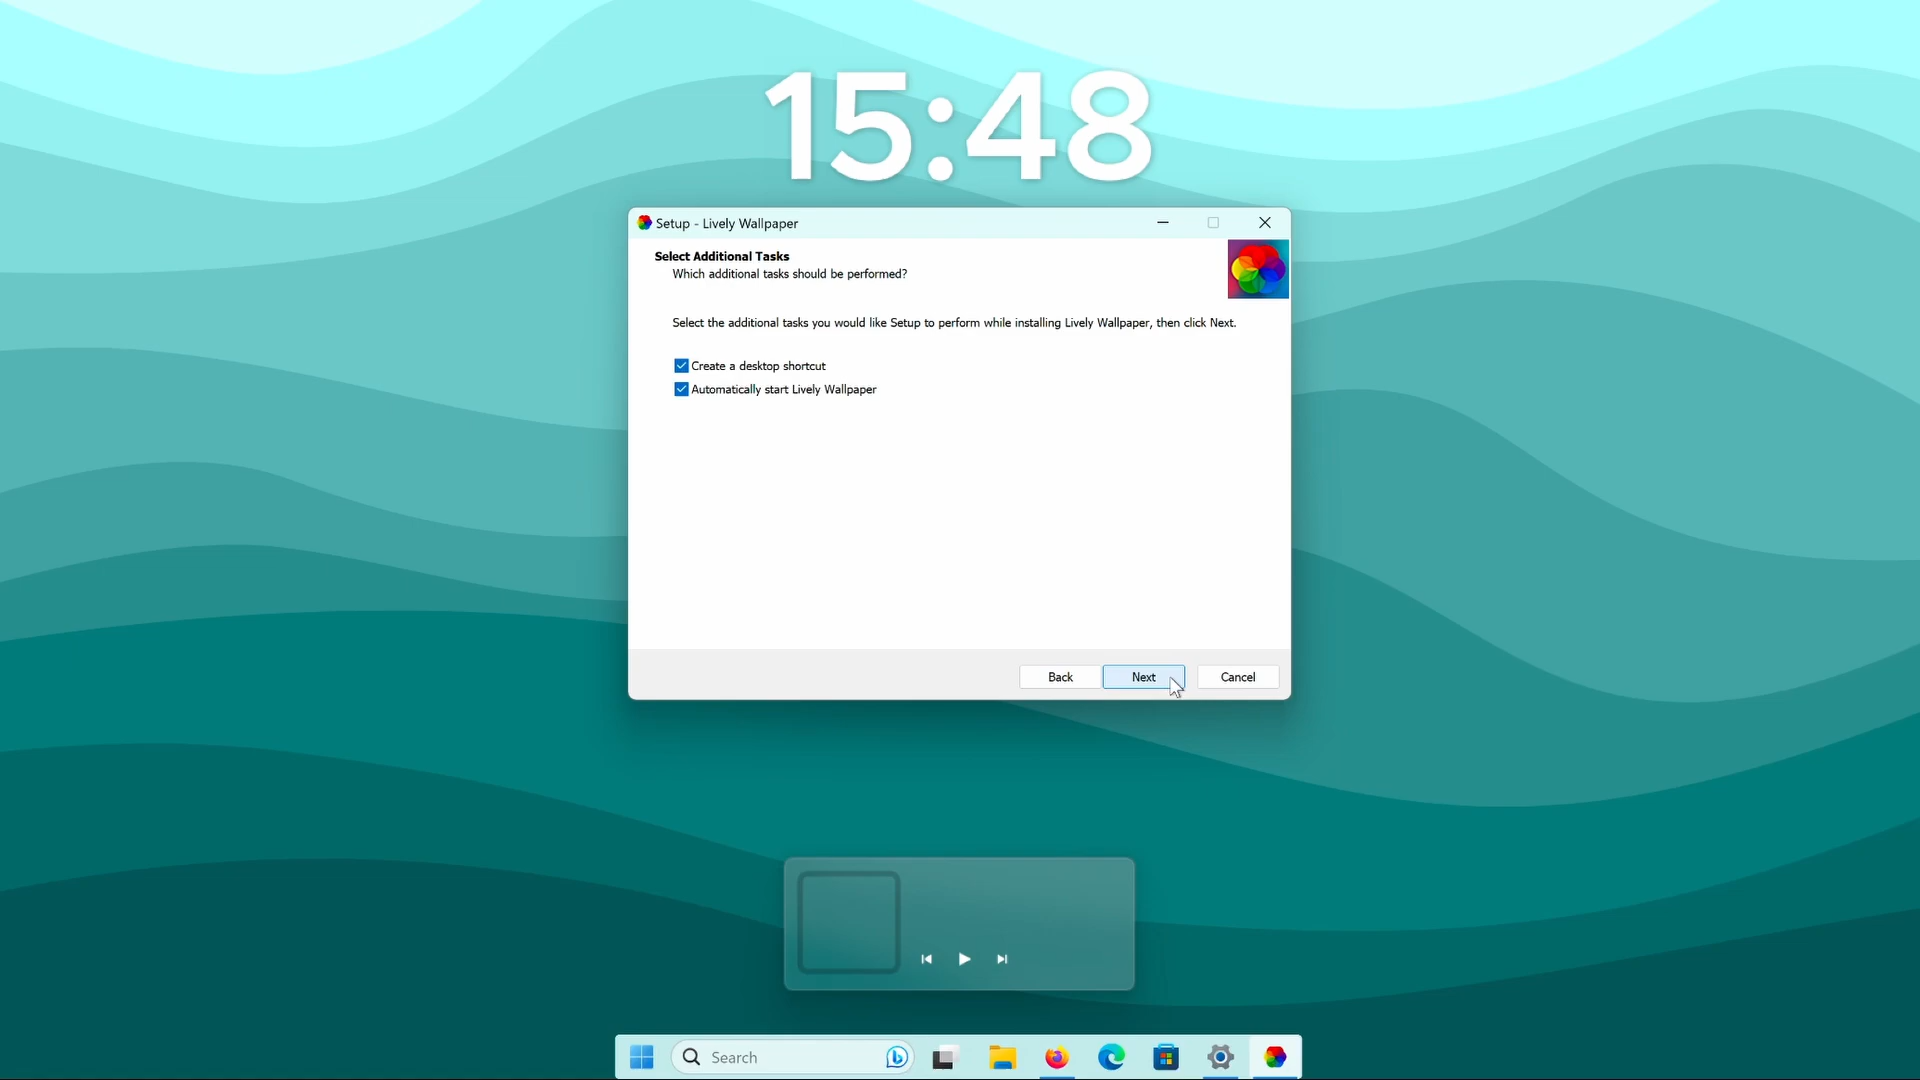 15:48
Setup - Lively Wallpaper
Select Additional Tasks
Which additional tasks should be performed?
Select the additional tasks you would like Setup to perform while installing Lively Wallpaper, then click Next.
Create a desktop shortcut
Automatically start Lively Wallpaper
Back
Next
Cancel
Search